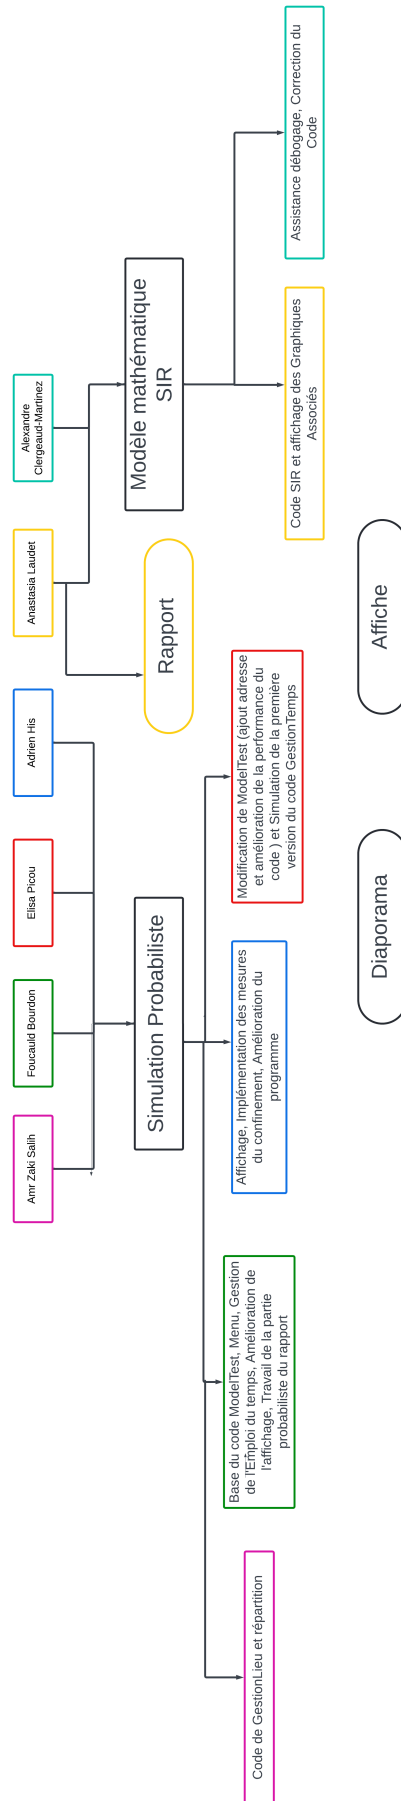 Amr Zaki Salih
Foucauld Bourdon
Elisa Picou
Adrien His
Anastasia Laudet
Alexandre
Clergeaud-Martinez
Simulation Probabiliste
Rapport
Modèle mathématique
SIR
Code de GestionLieu et répartition
Base du code ModelTest, Menu, Gestion
de l'Emploi du temps, Amélioration de
l'affichage, Travail de la partie
probabiliste du rapport
Affichage, Implémentation des mesures
du confinement, Amélioration du
programme
Modification de ModelTest (ajout adresse
et amélioration de la performance du
code ) et Simulation de la première
version du code GestionTemps
Code SIR et affichage des Graphiques
Associés
Assistance débogage, Correction du
Code
Diaporama
Affiche